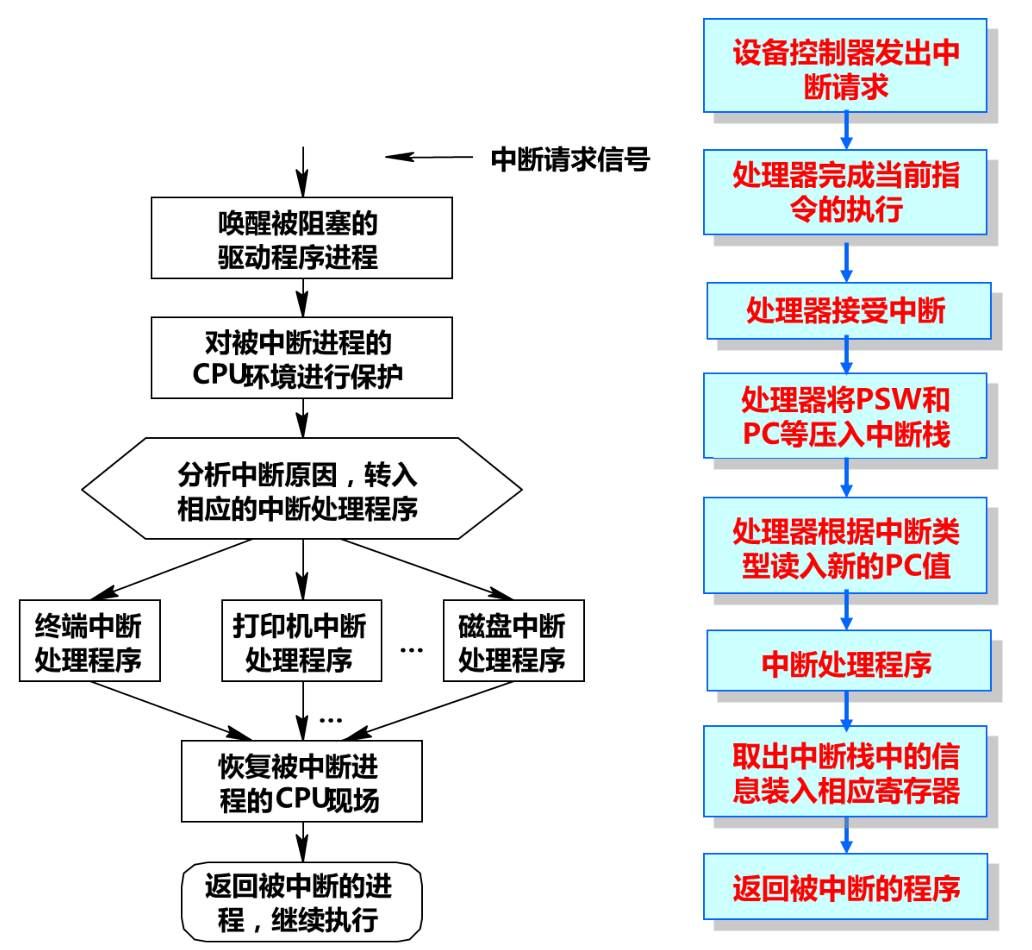 中断请求信号
唤醒被阻塞的
驱动程序进程
对被中断进程的
CPU环境进行保护
分析中断原因，转入
相应的中断处理程序
终端中断
处理程序
打印机中断
处理程序
…
磁盘中断
处理程序
…
恢复被中断进
程的CPU现场
返回被中断的进
程，继续执行
设备控制器发出中
断请求
处理器完成当前指
令的执行
处理器接受中断
处理器将PSW和
PC等压入中断栈
处理器根据中断类
型读入新的PC值
中断处理程序
取出中断栈中的信
息装入相应寄存器
返回被中断的程序